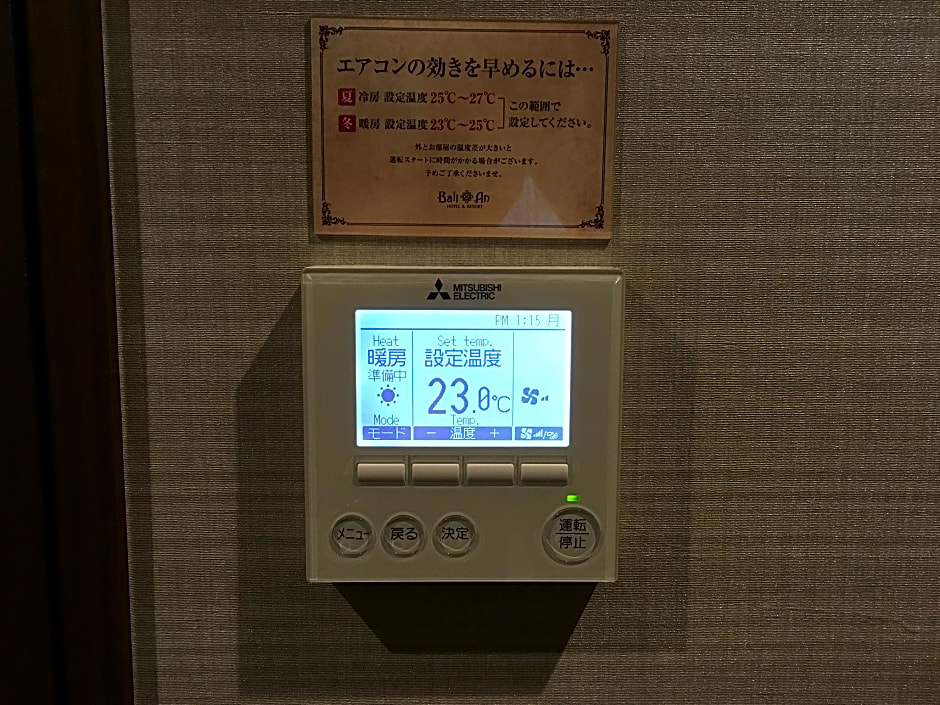 エアコンの効きを早めるには…
夏 冷房 設定温度 25℃～27℃
冬 暖房 設定温度 23℃～25℃
この範囲で
設定してください。
外とお部屋の温度差が大きいと
運転スタートに時間がかかる場合がございます。
予めご了承くださいませ。
Bali An
HOTEL & RESORT
MITSUBISHI
ELECTRIC
PM 1:15 月
Heat
暖房
準備中
Set temp.
設定温度
23.0℃
Mode
モード
Temp.
－ 温度 ＋
メニュー
戻る
決定
運転
停止